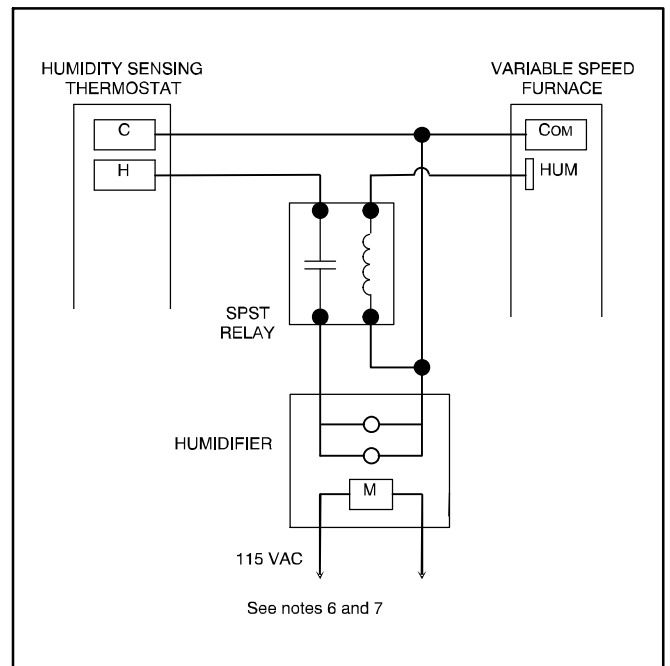 HUMIDITY SENSING
THERMOSTAT
VARIABLE SPEED
FURNACE
C
COM
H
HUM
SPST
RELAY
HUMIDIFIER
M
115 VAC
See notes 6 and 7